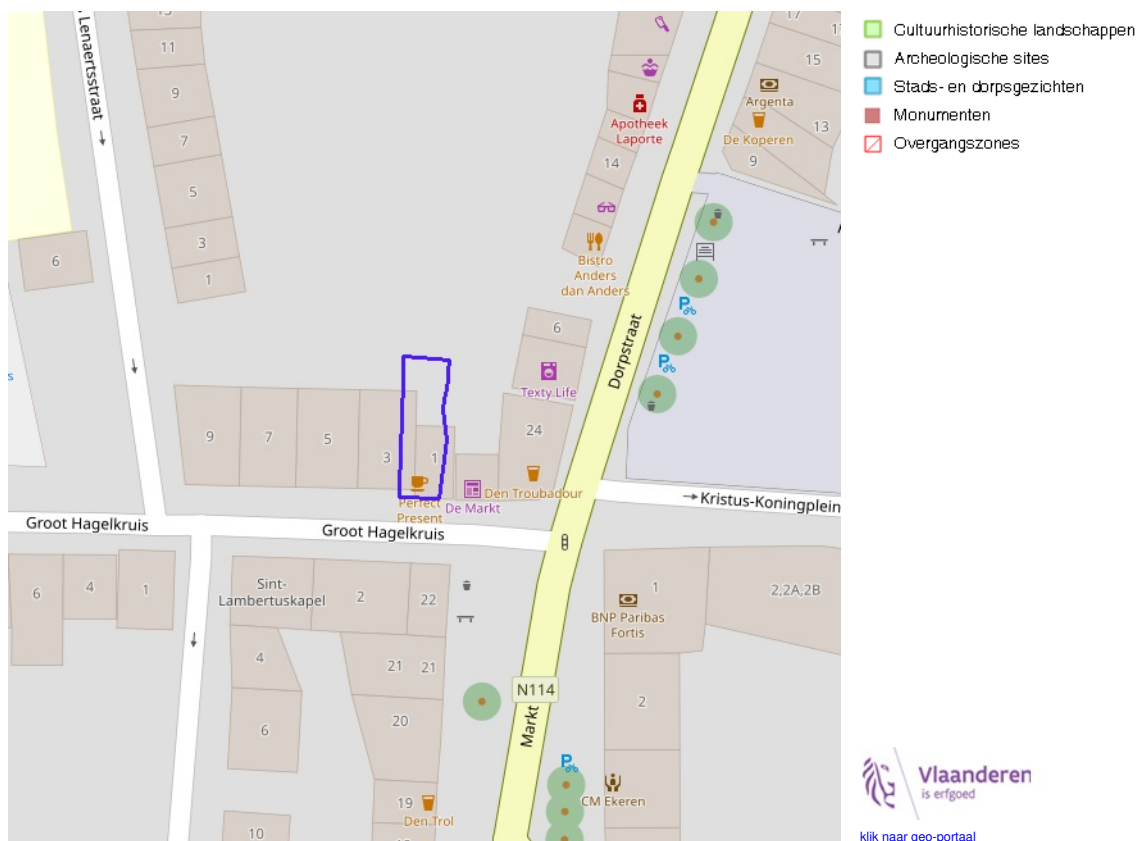 Lenaertsstraat
11
9
7
5
3
1
6
Apotheek
Laporte
14
Bistro
Anders
dan Anders
Argenta
De Koperen
17
15
13
9
Dorpstraat
6
Texty Life
24
Den Troubadour
De Markt
9
7
5
3
1
Perfect
Present
Groot Hagelkruis
Groot Hagelkruis
Kristus-Koningplein
6
4
1
Sint-
Lambertuskapel
2
22
4
21
21
6
20
19
Den Trol
10
N114
Markt
1
BNP Paribas
Fortis
2,2A,2B
2
CM Ekeren
P
P
P
Cultuurhistorische landschappen
Archeologische sites
Stads- en dorpsgezichten
Monumenten
Overgangszones
Vlaanderen
is erfgoed
klik naar geo-portaal